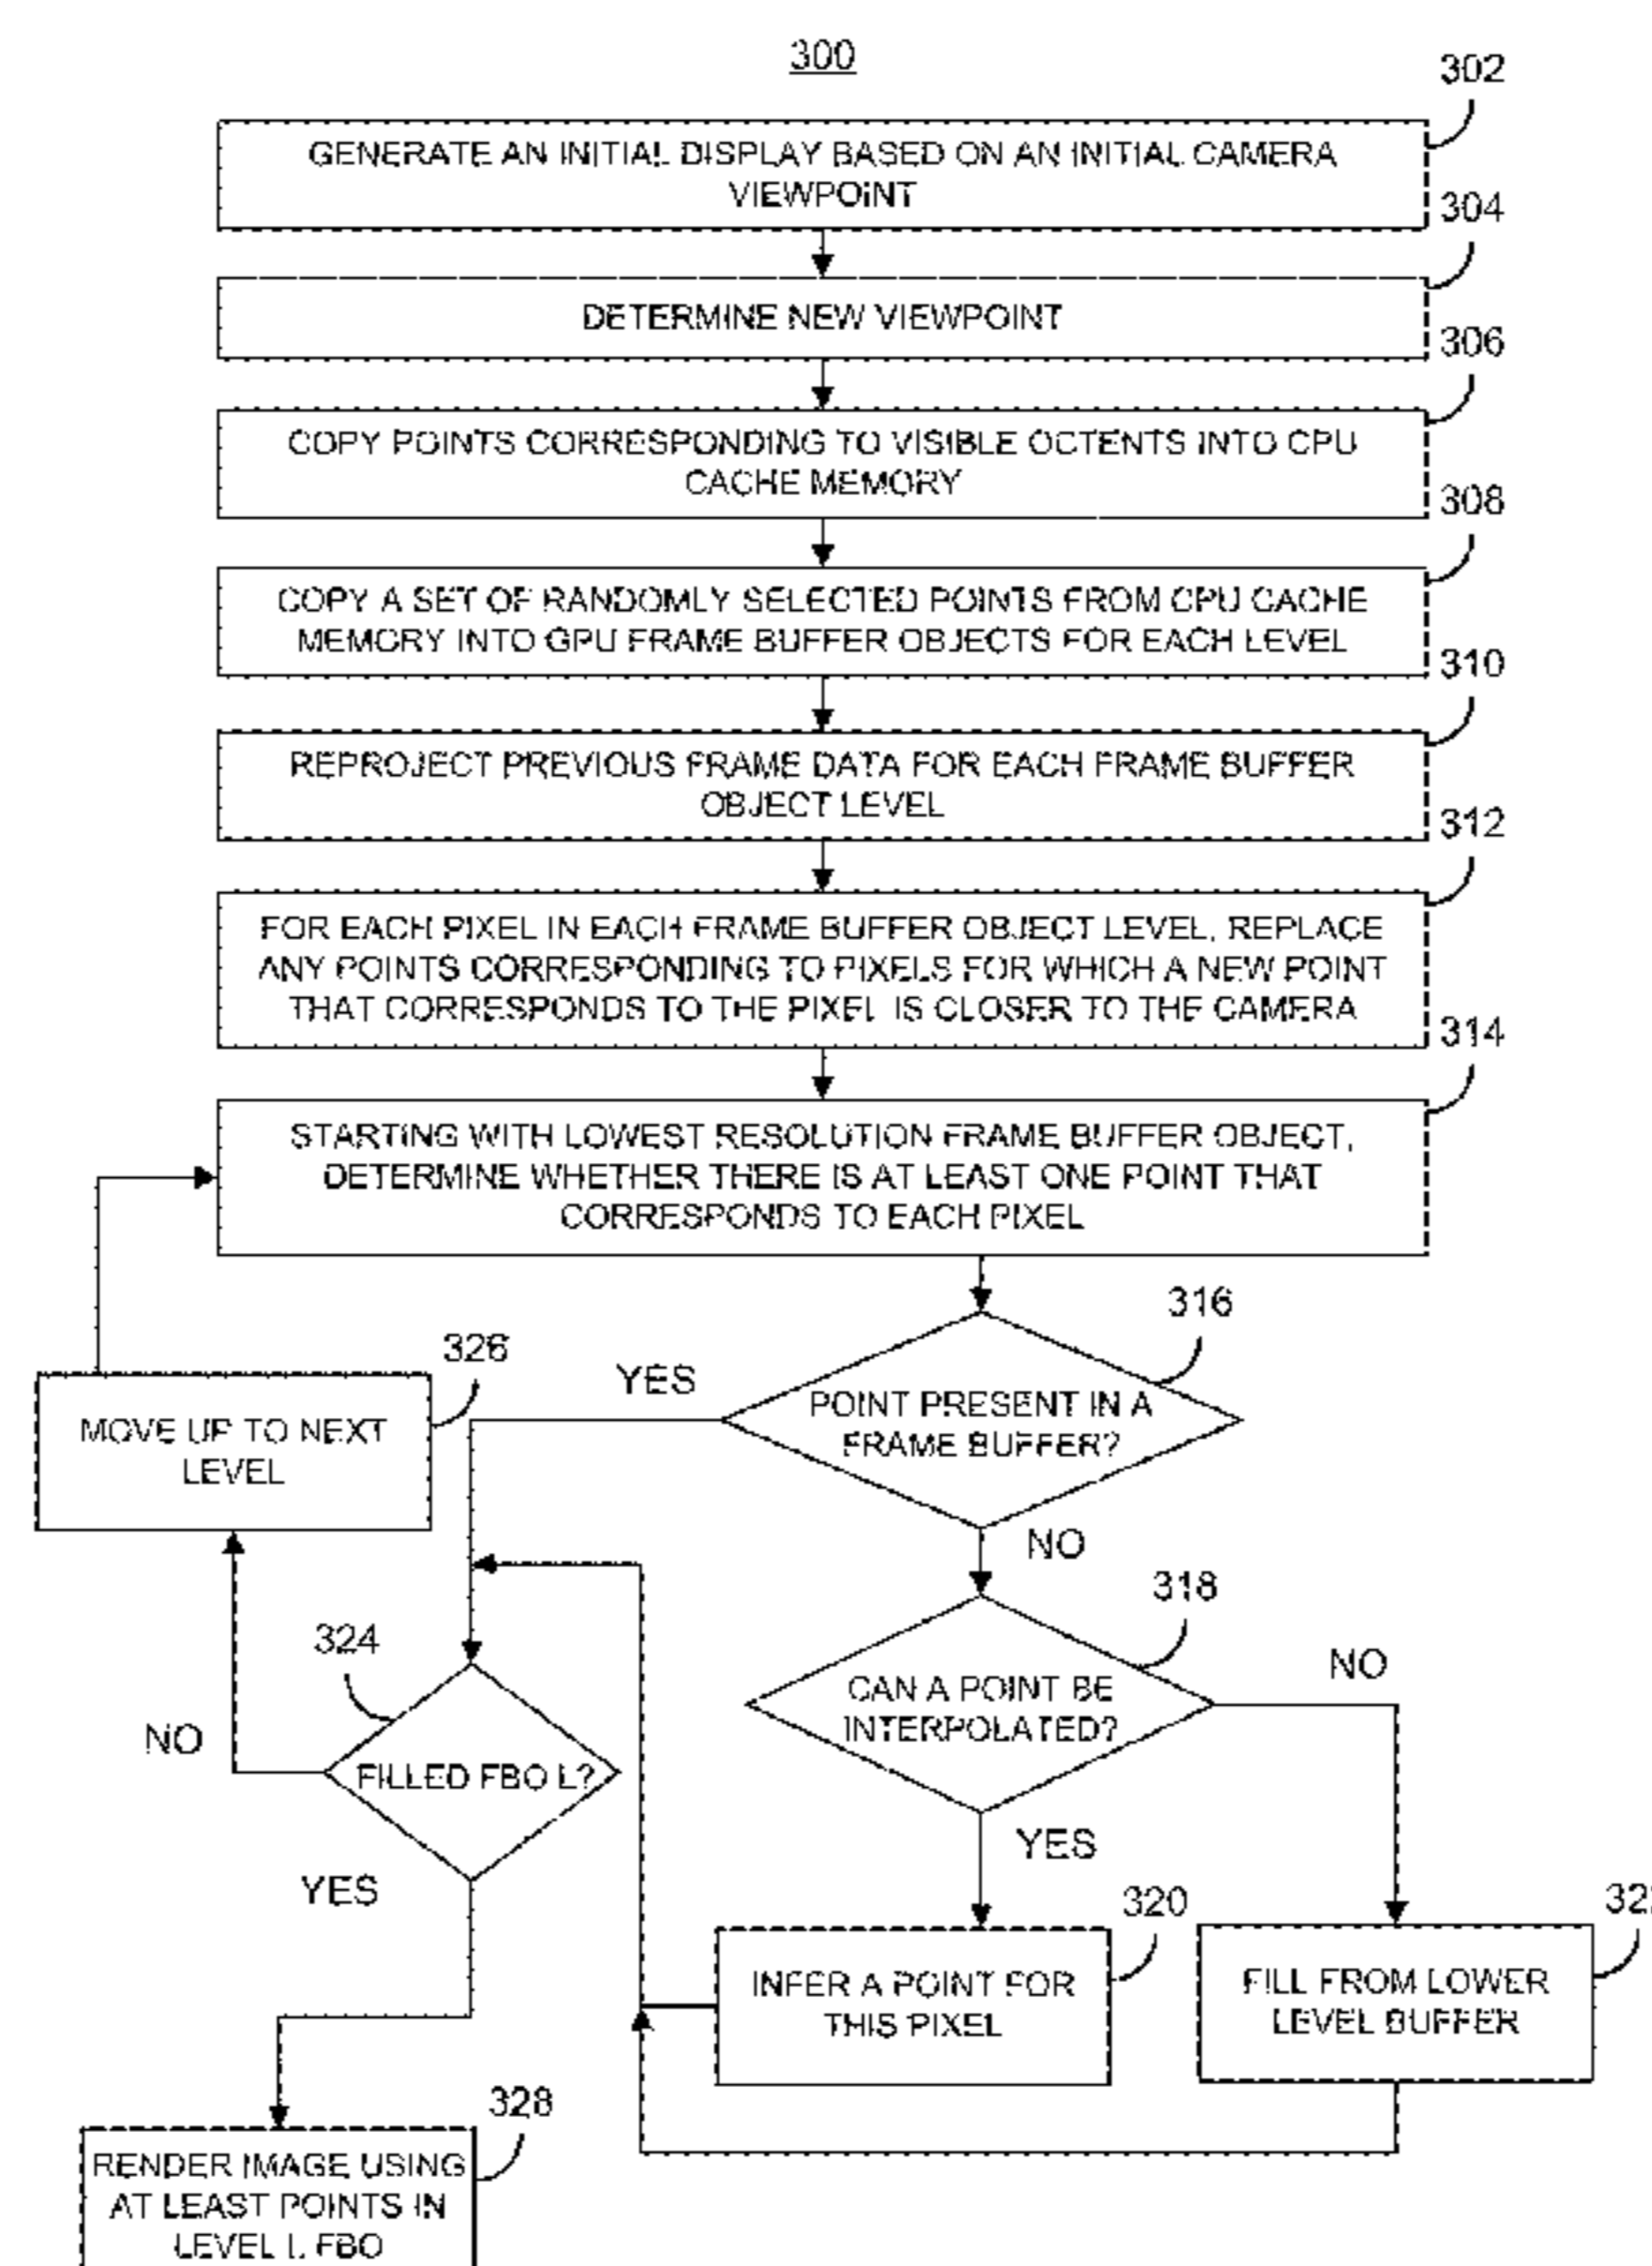 300
302
GENERATE AN INITIAL DISPLAY BASED ON AN INITIAL CAMERA
VIEWPOINT
304
DETERMINE NEW VIEWPOINT
306
COPY POINTS CORRESPONDING TO VISIBLE OCTENTS INTO CPU
CACHE MEMORY
308
COPY A SET OF RANDOMLY SELECTED POINTS FROM CPU CACHE
MEMORY INTO GPU FRAME BUFFER OBJECTS FOR EACH LEVEL
310
REPROJECT PREVIOUS FRAME DATA FOR EACH FRAME BUFFER
OBJECT LEVEL
312
FOR EACH PIXEL IN EACH FRAME BUFFER OBJECT LEVEL, REPLACE
ANY POINTS CORRESPONDING TO PIXELS FOR WHICH A NEW POINT
THAT CORRESPONDS TO THE PIXEL IS CLOSER TO THE CAMERA
314
STARTING WITH LOWEST RESOLUTION FRAME BUFFER OBJECT,
DETERMINE WHETHER THERE IS AT LEAST ONE POINT THAT
CORRESPONDS TO EACH PIXEL
316
POINT PRESENT IN A
FRAME BUFFER?
YES
NO
326
MOVE UP TO NEXT
LEVEL
318
CAN A POINT BE
INTERPOLATED?
NO
YES
324
FILLED FBO L?
NO
YES
320
INFER A POINT FOR
THIS PIXEL
FILL FROM LOWER
LEVEL BUFFER
328
RENDER IMAGE USING
AT LEAST POINTS IN
LEVEL L FBO